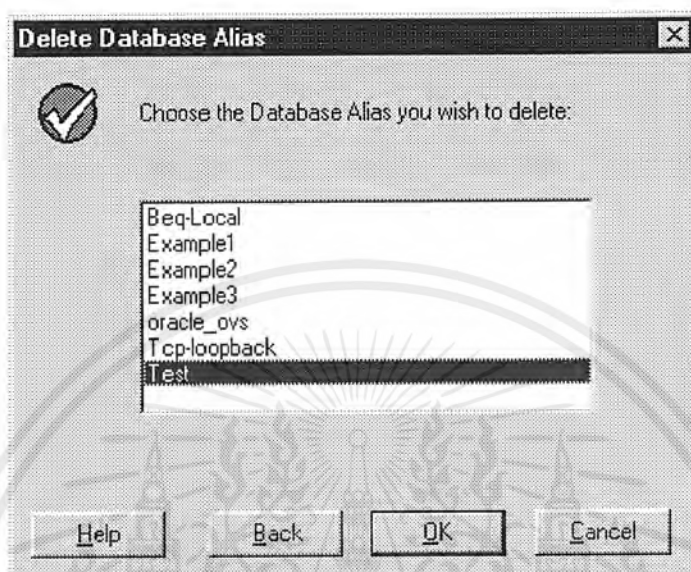 Delete Database Alias
Choose the Database Alias you wish to delete:
Beq-Local
Example1
Example2
Example3
oracle_ovs
Tcp-loopback
Test
Help
Back
OK
Cancel